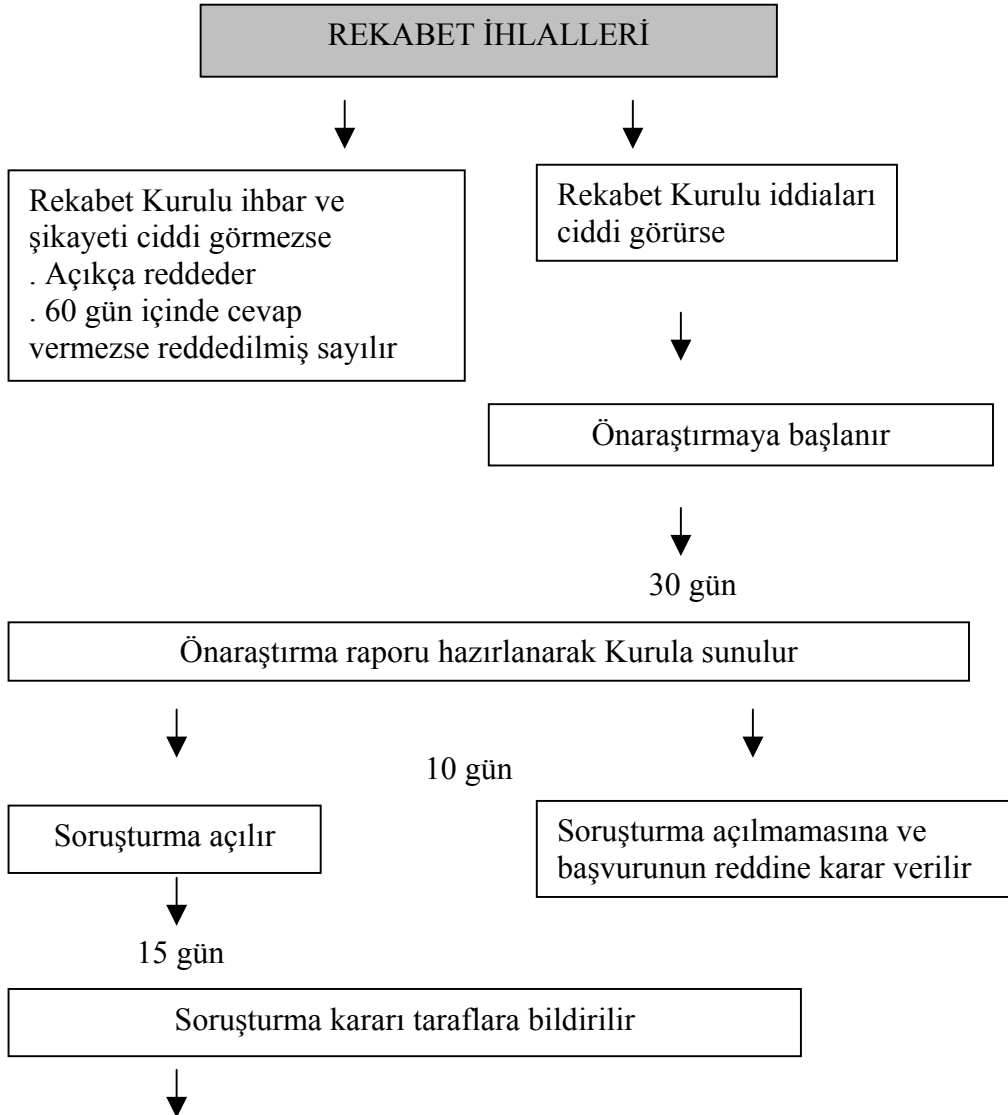 REKABET İHLALLERİ
Rekabet Kurulu ihbar ve
şikayeti ciddi görmezse
. Açıkça reddeder
. 60 gün içinde cevap
vermezse reddedilmiş sayılır
Rekabet Kurulu iddiaları
ciddi görürse
Önaraştırmaya başlanır
30 gün
Önaraştırma raporu hazırlanarak Kurula sunulur
10 gün
Soruşturma açılır
Soruşturma açılmamasına ve
başvurunun reddine karar verilir
15 gün
Soruşturma kararı taraflara bildirilir